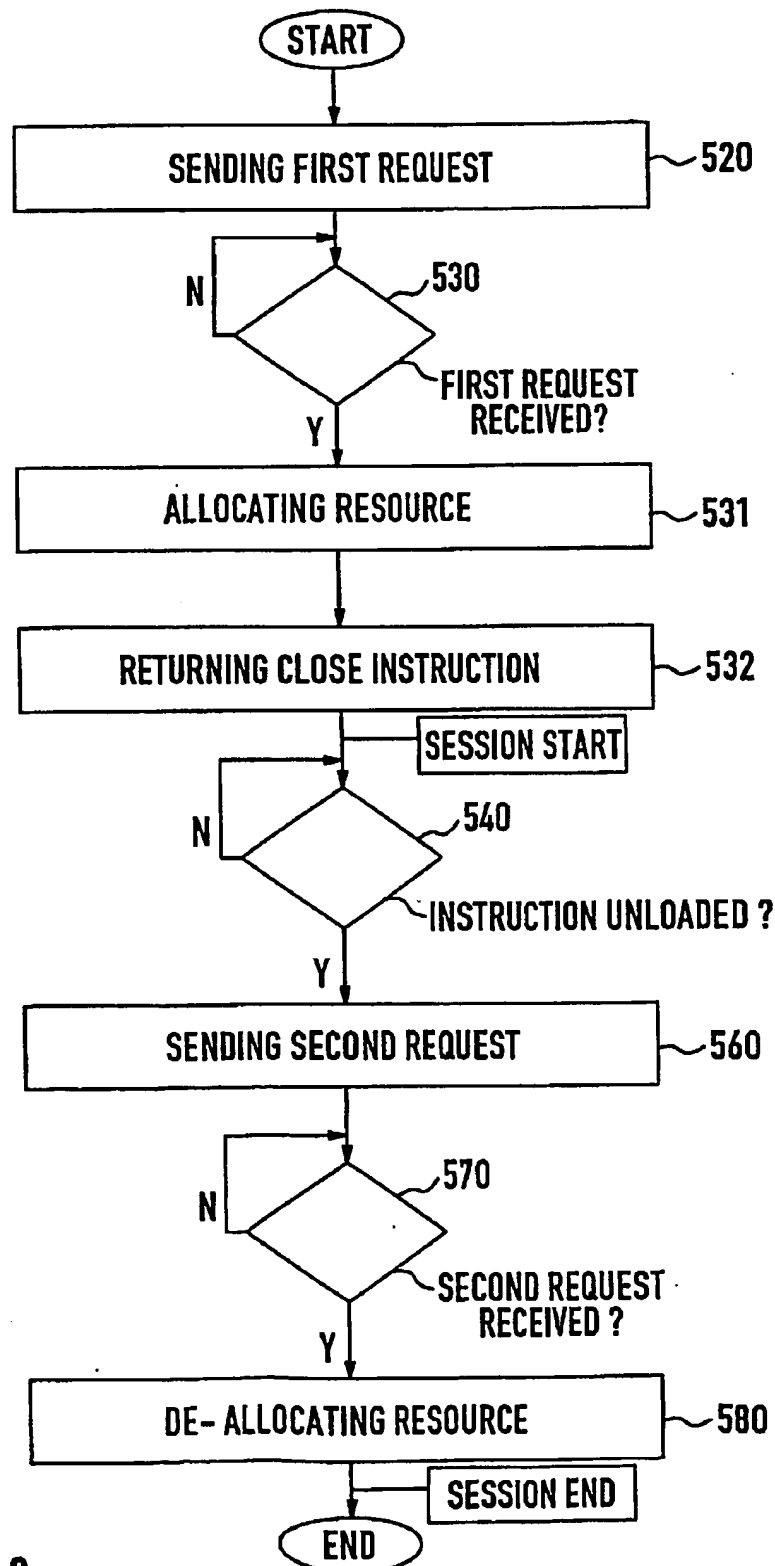 START
SENDING FIRST REQUEST
520
N
530
FIRST REQUEST
RECEIVED?
Y
ALLOCATING RESOURCE
531
RETURNING CLOSE INSTRUCTION
532
SESSION START
N
540
INSTRUCTION UNLOADED ?
Y
SENDING SECOND REQUEST
560
570
N
SECOND REQUEST
RECEIVED ?
Y
DE- ALLOCATING RESOURCE
580
SESSION END
END